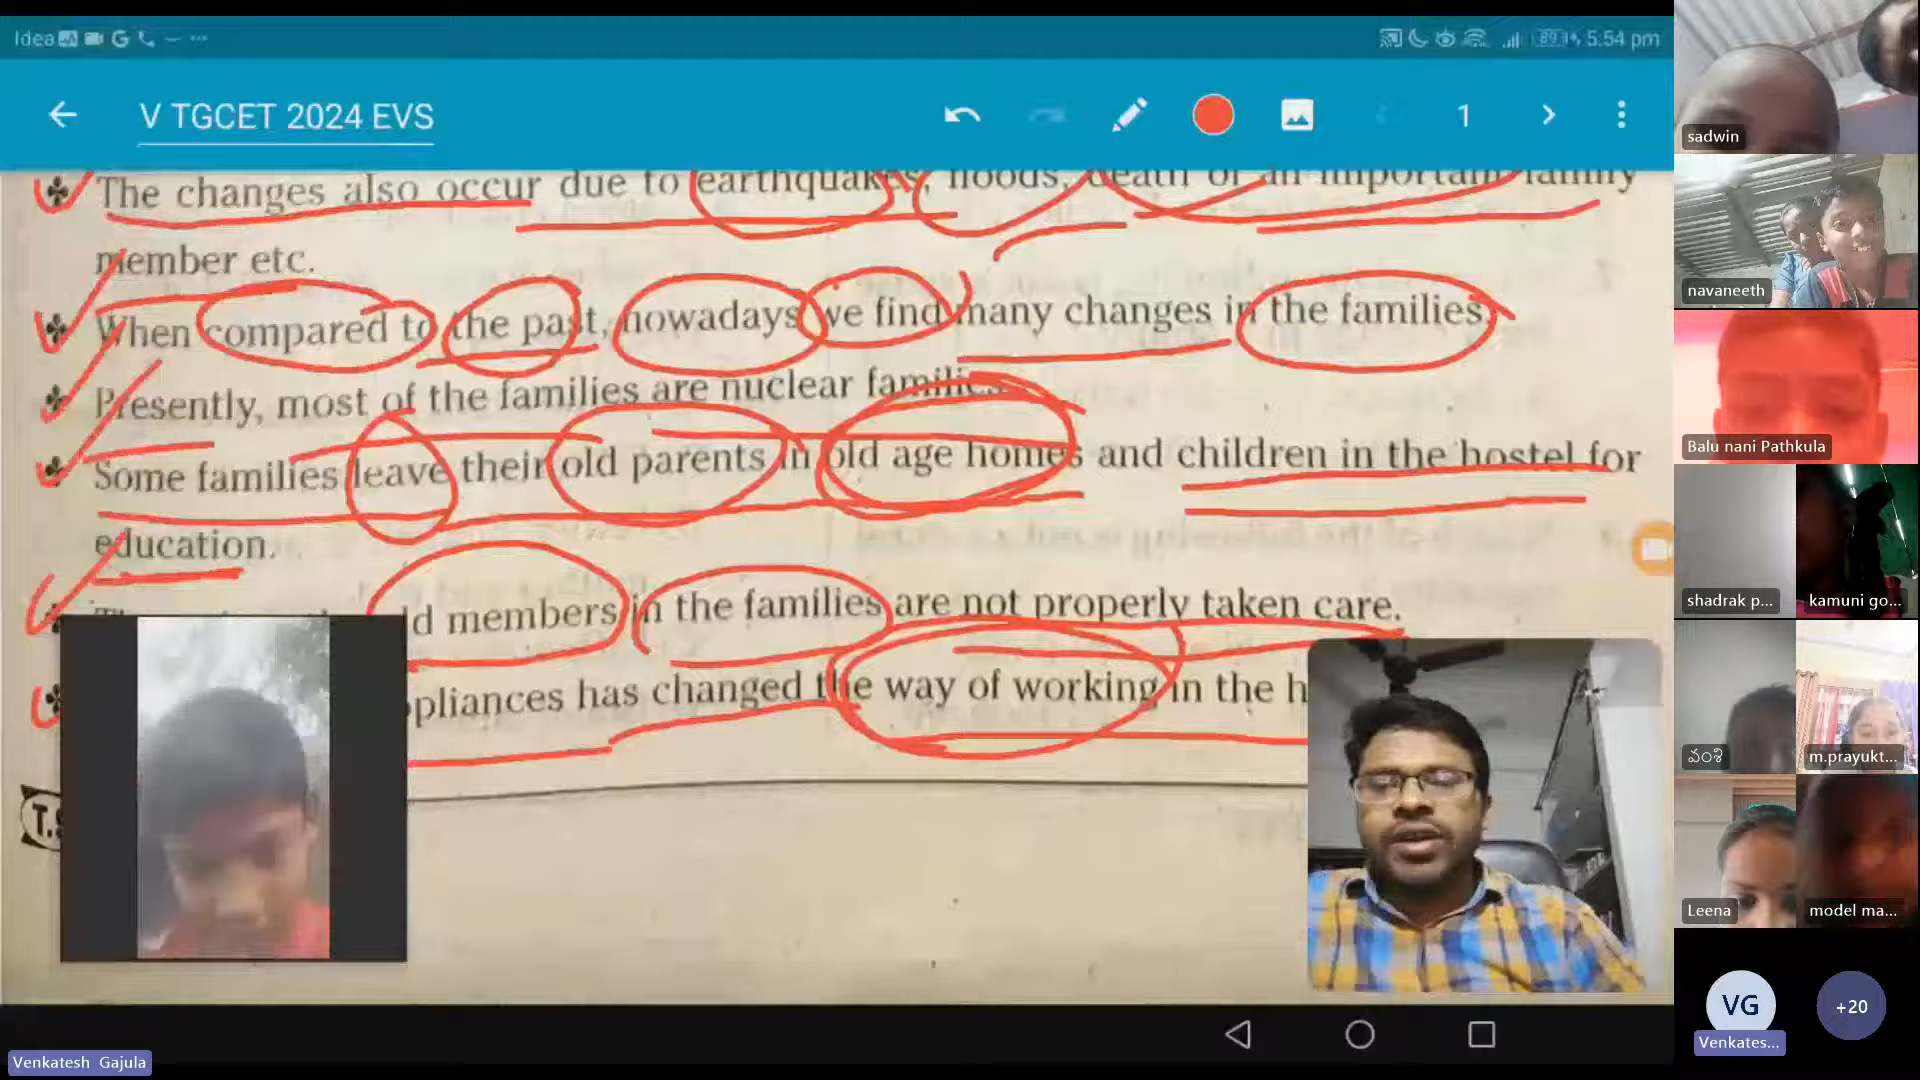 Idea
89 5:54 pm
V TGCET 2024 EVS
1
The changes also occur due to earthquakes, floods, death of an important family
member etc.
When compared to the past, nowadays we find many changes in the families.
Presently, most of the families are nuclear families.
Some families leave their old parents in old age homes and children in the hostel for
education.
d members in the families are not properly taken care.
pliances has changed the way of working in the h
T.
Venkatesh Gajula
sadwin
navaneeth
Balu nani Pathkula
shadrak p...
kamuni go...
వంశీ
m.prayukt...
Leena
model ma...
VG
+20
Venkates...